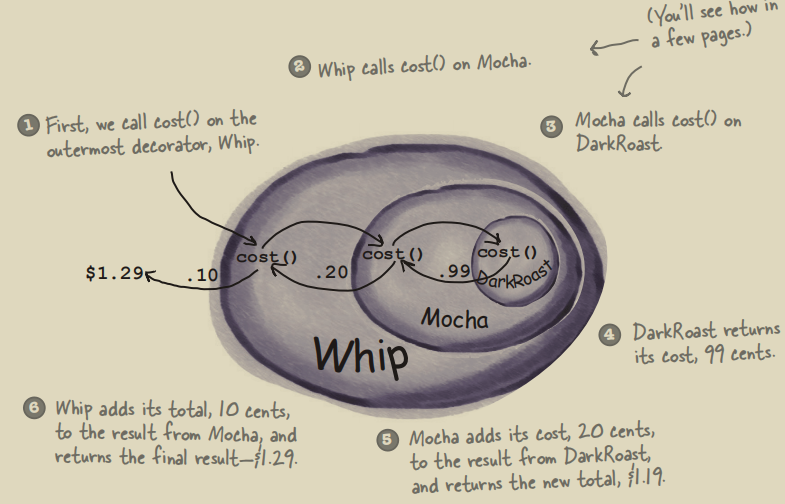 (You'll see how in
a few pages.)
2 Whip calls cost() on Mocha.
1 First, we call cost() on the
outermost decorator, Whip.
3 Mocha calls cost() on
DarkRoast.
cost()
cost()
cost()
$1.29
.10
.20
.99
DarkRoast
Mocha
Whip
4 DarkRoast returns
its cost, 99 cents.
6 Whip adds its total, 10 cents,
to the result from Mocha, and
returns the final result—$1.29.
5 Mocha adds its cost, 20 cents,
to the result from DarkRoast,
and returns the new total, $1.19.